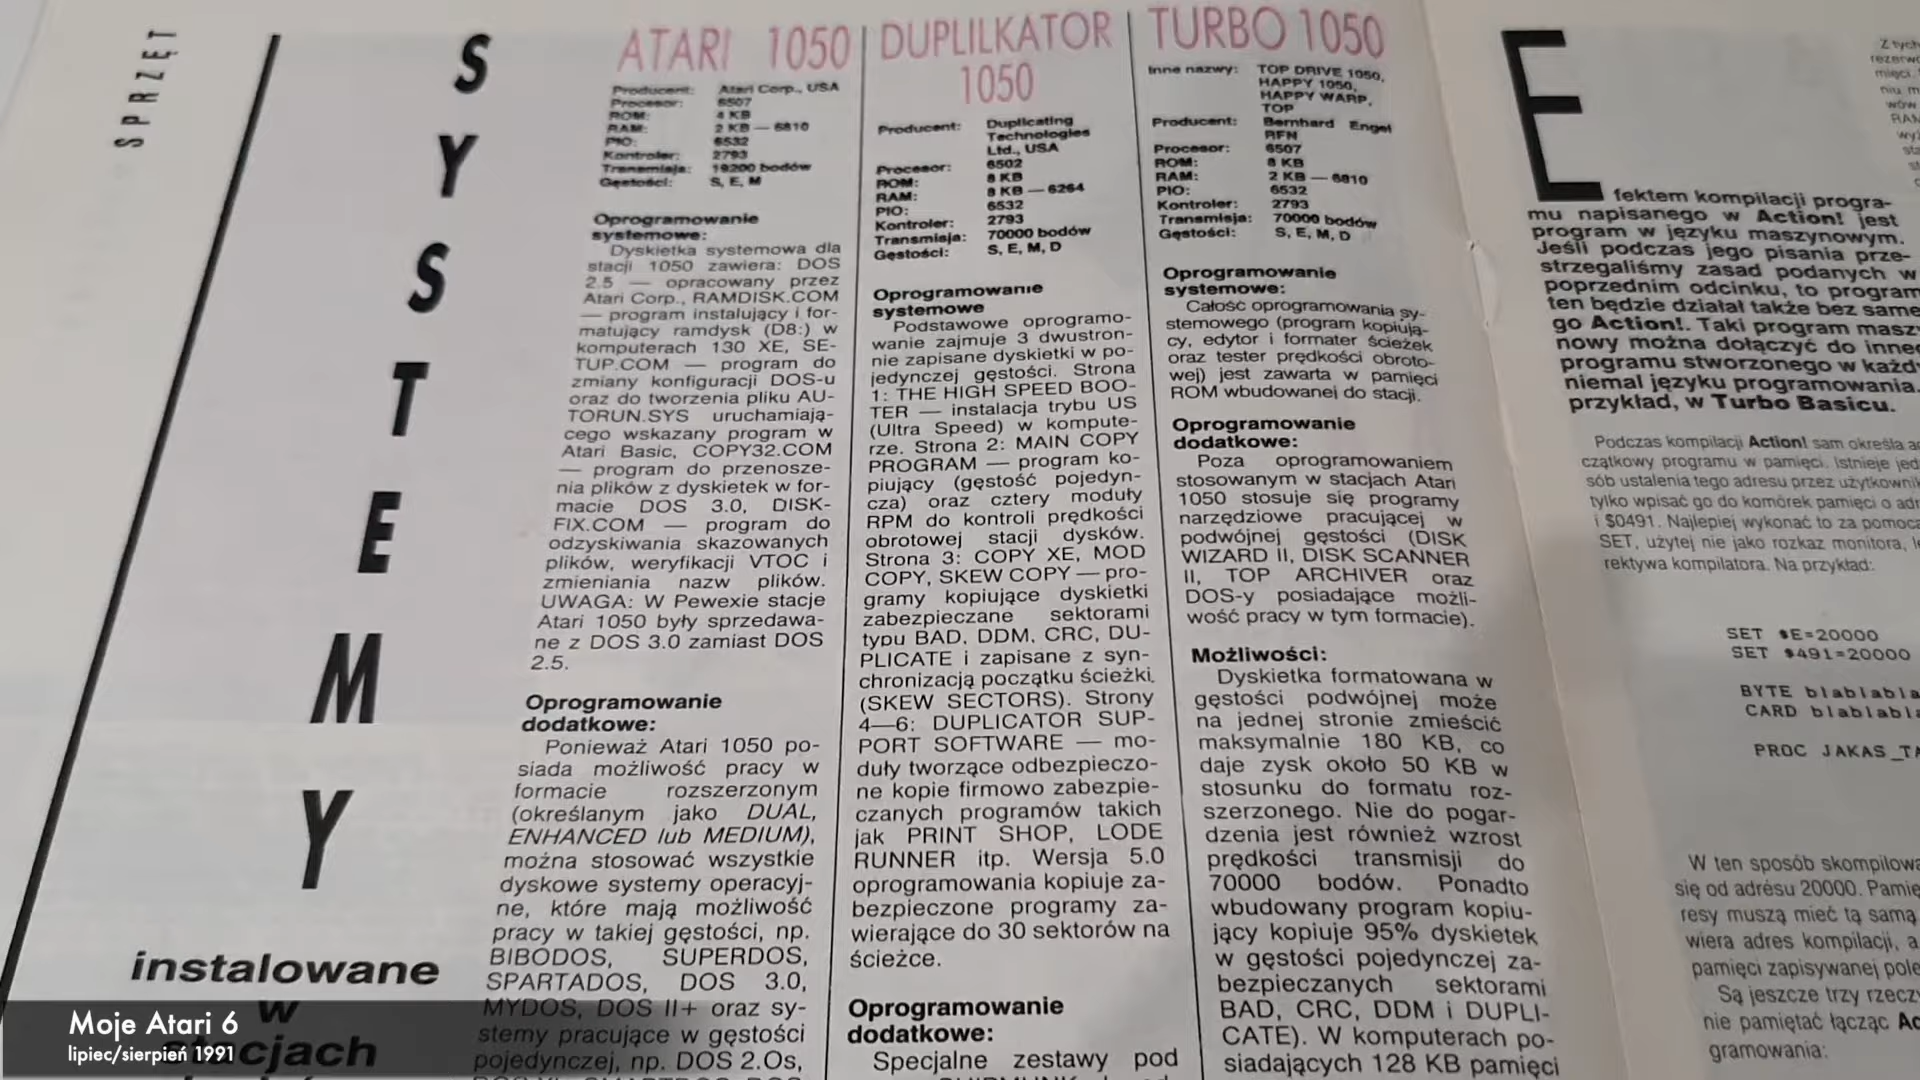 SPRZĘT
SYSTEMY
instalowane
w
stacjach
ATARI 1050
Producent: Atari Corp., USA
Procesor: 6507
ROM: 4 KB
RAM: 2 KB — 6810
PIO: 6532
Kontroler: 2793
Transmisja: 19200 bodów
Gęstości: S, E, M
Oprogramowanie
systemowe:
Dyskietka systemowa dla
stacji 1050 zawiera: DOS
2.5 — opracowany przez
Atari Corp., RAMDISK.COM
— program instalujący i for-
matujący ramdysk (D8:) w
komputerach 130 XE, SE-
TUP.COM — program do
zmiany konfiguracji DOS-u
oraz do tworzenia pliku AU-
TORUN.SYS uruchamiają-
cego wskazany program w
Atari Basic, COPY32.COM
— program do przenosze-
nia plików z dyskietek w for-
macie DOS 3.0, DISK-
FIX.COM — program do
odzyskiwania skazowanych
plików, weryfikacji VTOC i
zmieniania nazw plików.
UWAGA: W Pewexie stacje
Atari 1050 były sprzedawa-
ne z DOS 3.0 zamiast DOS
2.5.
Oprogramowanie
dodatkowe:
Ponieważ Atari 1050 po-
siada możliwość pracy w
formacie rozszerzonym
(określanym jako DUAL,
ENHANCED lub MEDIUM),
można stosować wszystkie
dyskowe systemy operacyj-
ne, które mają możliwość
pracy w takiej gęstości, np.
BIBODOS, SUPERDOS,
SPARTADOS, DOS 3.0,
MYDOS, DOS II+ oraz sy-
stemy pracujące w gęstości
pojedynczej, np. DOS 2.Os,
DUPLILKATOR
1050
Producent: Duplicating
Technologies
Ltd., USA
Procesor: 6502
ROM: 8 KB
RAM: 8 KB — 6264
PIO: 6532
Kontroler: 2793
Transmisja: 70000 bodów
Gęstości: S, E, M, D
Oprogramowanie
systemowe
Podstawowe oprogramo-
wanie zajmuje 3 dwustron-
nie zapisane dyskietki w po-
jedynczej gęstości. Strona
1: THE HIGH SPEED BOO-
TER — instalacja trybu US
(Ultra Speed) w kompute-
rze. Strona 2: MAIN COPY
PROGRAM — program ko-
piujący (gęstość pojedyn-
cza) oraz cztery moduły
RPM do kontroli prędkości
obrotowej stacji dysków.
Strona 3: COPY XE, MOD
COPY, SKEW COPY — pro-
gramy kopiujące dyskietki
zabezpieczane sektorami
typu BAD, DDM, CRC, DU-
PLICATE i zapisane z syn-
chronizacją początku ścieżki.
(SKEW SECTORS). Strony
4—6: DUPLICATOR SUP-
PORT SOFTWARE — mo-
duły tworzące odbezpieczo-
ne kopie firmowo zabezpie-
czanych programów takich
jak PRINT SHOP, LODE
RUNNER itp. Wersja 5.0
oprogramowania kopiuje za-
bezpieczone programy za-
wierające do 30 sektorów na
ścieżce.
Oprogramowanie
dodatkowe:
Specjalne zestawy pod
TURBO 1050
Inne nazwy: TOP DRIVE 1050,
HAPPY 1050,
HAPPY WARP,
TOP
Producent: Bernhard Engel
RFN
Procesor: 6507
ROM: 8 KB
RAM: 2 KB — 6810
PIO: 6532
Kontroler: 2793
Transmisja: 70000 bodów
Gęstości: S, E, M, D
Oprogramowanie
systemowe:
Całość oprogramowania sy-
stemowego (program kopiują-
cy, edytor i formater ścieżek
oraz tester prędkości obroto-
wej) jest zawarta w pamięci
ROM wbudowanej do stacji.
Oprogramowanie
dodatkowe:
Poza oprogramowaniem
stosowanym w stacjach Atari
1050 stosuje się programy
narzędziowe pracującej w
podwójnej gęstości (DISK
WIZARD II, DISK SCANNER
II, TOP ARCHIVER oraz
DOS-y posiadające możli-
wość pracy w tym formacie).
Możliwości:
Dyskietka formatowana w
gęstości podwójnej może
na jednej stronie zmieścić
maksymalnie 180 KB, co
daje zysk około 50 KB w
stosunku do formatu roz-
szerzonego. Nie do pogar-
dzenia jest również wzrost
prędkości transmisji do
70000 bodów. Ponadto
wbudowany program kopiu-
jący kopiuje 95% dyskietek
w gęstości pojedynczej za-
bezpieczanych sektorami
BAD, CRC, DDM i DUPLI-
CATE). W komputerach po-
siadających 128 KB pamięci
Efektem kompilacji progra-
mu napisanego w Action! jest
program w języku maszynowym.
Jeśli podczas jego pisania prze-
strzegaliśmy zasad podanych w
poprzednim odcinku, to program
ten będzie działał także bez same
go Action!. Taki program masz
nowy można dołączyć do inne
programu stworzonego w każd
niemal języku programowania.
przykład, w Turbo Basicu.
Podczas kompilacji Action! sam określa a
czątkowy programu w pamięci. Istnieje jed
sób ustalenia tego adresu przez użytkowni
tylko wpisać go do komórek pamięci o adr
i $0491. Najlepiej wykonać to za pomocą
SET, użytej nie jako rozkaz monitora, l
rektywa kompilatora. Na przykład:
SET $E=20000
SET $491=20000
BYTE blablabla
CARD blablabla
PROC JAKAS_TA
W ten sposób skompilowa
się od adresu 20000. Pamię
resy muszą mieć tą samą
wiera adres kompilacji, a
pamięci zapisywanej pole
Są jeszcze trzy rzeczy
nie pamiętać łącząc Ac
gramowania:
Z tych
rezerwo
mięci.
niu m
wów
RAM
Moje Atari 6
lipiec/sierpień 1991